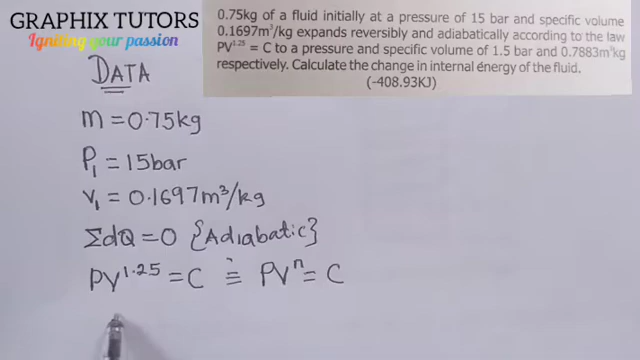 GRAPHIX TUTORS
Igniting your passion
0.75kg of a fluid initially at a pressure of 15 bar and specific volume
0.1697m³/kg expands reversibly and adiabatically according to the law
PV¹·²⁵ = C to a pressure and specific volume of 1.5 bar and 0.7883m³kg
respectively. Calculate the change in internal energy of the fluid.
(-408.93KJ)
DATA
m = 0.75kg
P₁ = 15bar
V₁ = 0.1697m³/kg
ΣdQ = 0 {Adiabatic}
PV¹·²⁵ = C ≡ PVⁿ = C